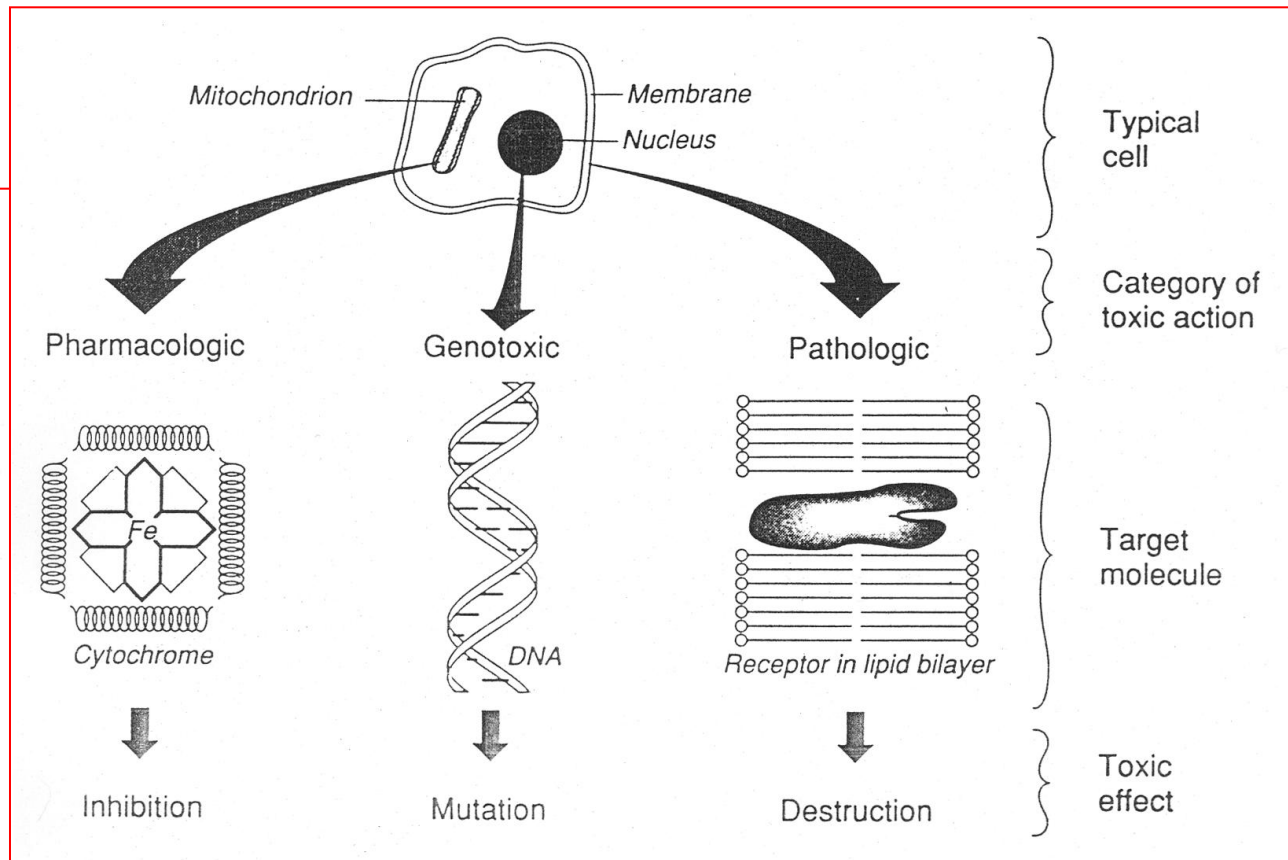 Mitochondrion
Membrane
Nucleus
Typical
cell
Category of
toxic action
Pharmacologic
Genotoxic
Pathologic
Fe
Cytochrome
DNA
Receptor in lipid bilayer
Target
molecule
Inhibition
Mutation
Destruction
Toxic
effect